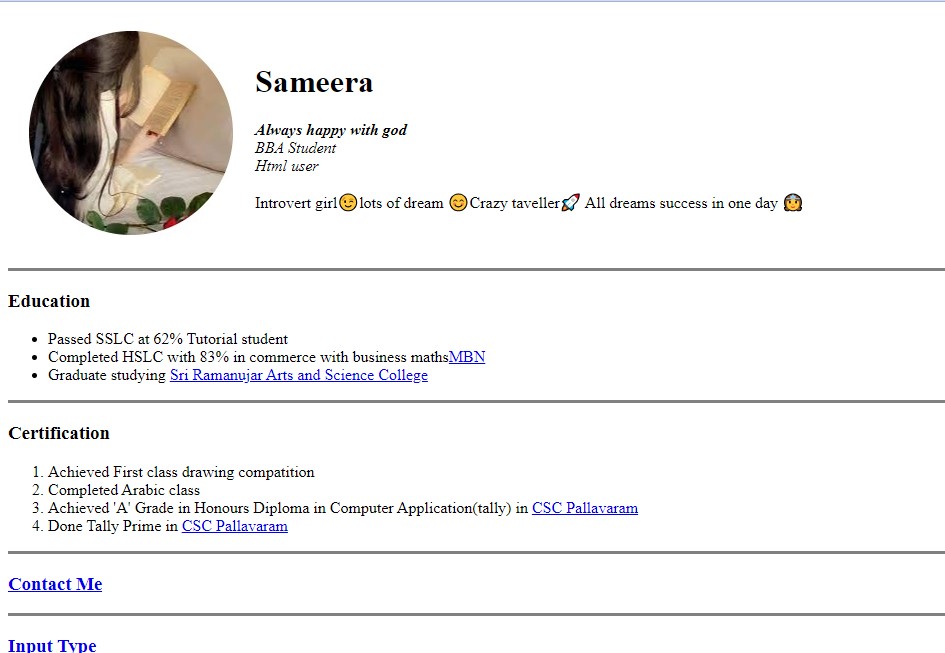 Sameera
Always happy with god
BBA Student
Html user
Introvert girl😉lots of dream 😊Crazy taveller🚀 All dreams success in one day 👩‍🚀
Education
• Passed SSLC at 62% Tutorial student
• Completed HSLC with 83% in commerce with business mathsMBN
• Graduate studying Sri Ramanujar Arts and Science College
Certification
1. Achieved First class drawing compatition
2. Completed Arabic class
3. Achieved 'A' Grade in Honours Diploma in Computer Application(tally) in CSC Pallavaram
4. Done Tally Prime in CSC Pallavaram
Contact Me
Input Type